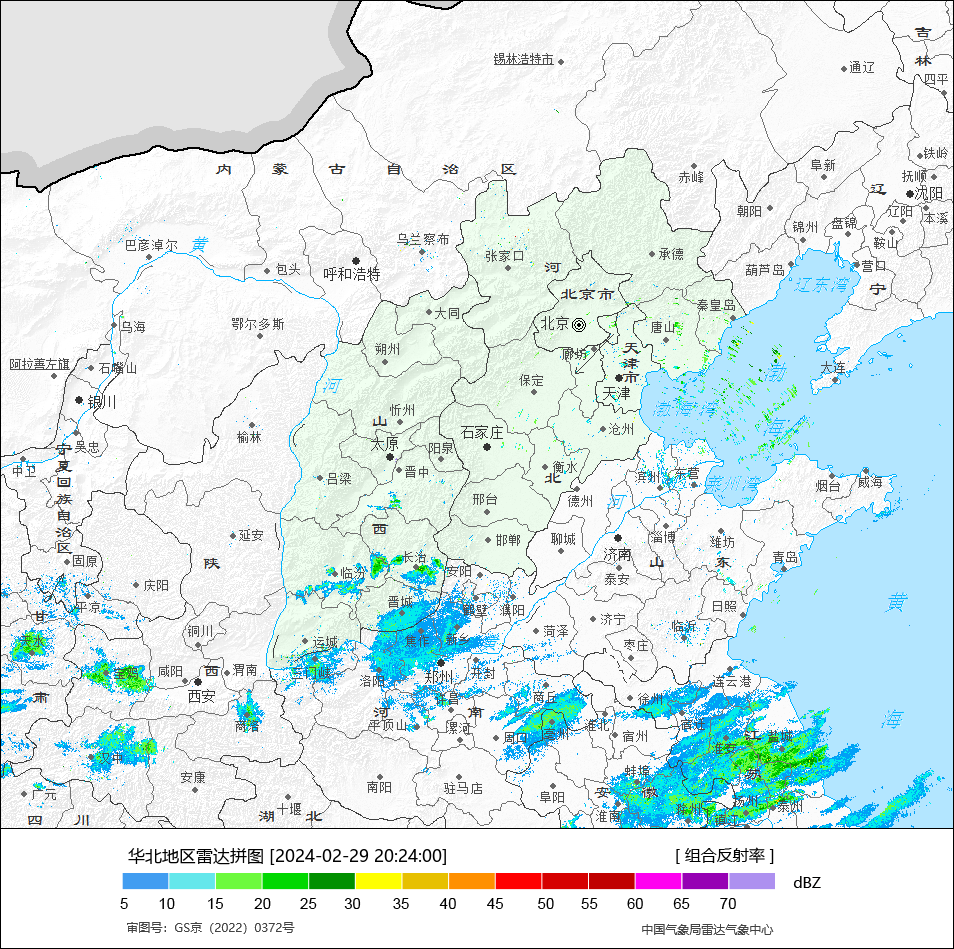 吉
锡林浩特市
林
通辽
四平
铁岭
内 蒙 古 自 治 区
阜新
赤峰
抚顺
辽
沈阳
朝阳
辽阳
本溪
锦州
盘锦
鞍山
巴彦淖尔
黄
乌兰察布
张家口
承德
河
葫芦岛
营口
包头
呼和浩特
辽东湾
宁
北京市
秦皇岛
大同
北京
唐山
乌海
鄂尔多斯
廊坊
天
津
市
朔州
阿拉善左旗
石嘴山
大连
渤
保定
河
天津
银川
忻州
渤海湾
山
海
沧州
石家庄
太原
榆林
吴忠
阳泉
宁
夏
回
族
自
治
区
中卫
晋中
衡水
北
滨州
东营
莱州湾
吕梁
烟台
威海
邢台
德州
河
西
延安
邯郸
聊城
济南
淄博
潍坊
青岛
固原
陕
山
东
长治
临汾
安阳
泰安
庆阳
平凉
晋城
鹤壁
濮阳
日照
黄
甘
济宁
临沂
铜川
菏泽
天水
运城
焦作
新乡
黄
枣庄
宝鸡
咸阳
西
渭南
三门峡
洛阳
郑州
开封
连云港
肃
西安
许昌
商丘
徐州
商洛
河
南
平顶山
漯河
周口
亳州
淮北
宿州
宿迁
江
盐城
海
汉中
淮安
安康
南阳
驻马店
蚌埠
苏
广元
十堰
阜阳
安
徽
扬州
泰州
滁州
四 川
湖 北
淮南
镇江
华北地区雷达拼图 [2024-02-29 20:24:00]
[ 组合反射率 ]
dBZ
5 10 15 20 25 30 35 40 45 50 55 60 65 70
审图号：GS京（2022）0372号
中国气象局雷达气象中心